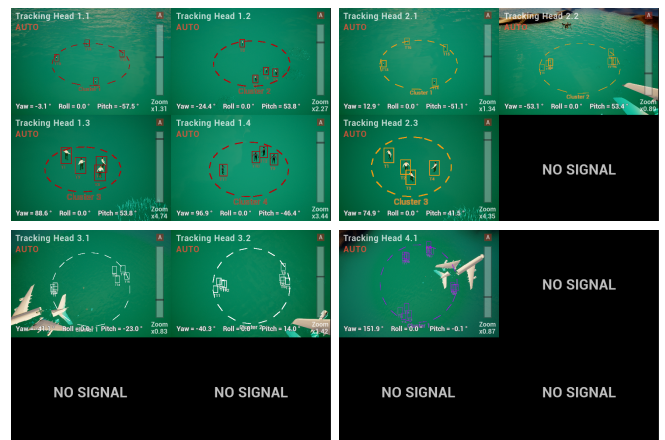 Tracking Head 1.1
A
AUTO
Yaw = -3.1 ° Roll = 0.0 ° Pitch = -57.5 °
Zoom
x1.31
Tracking Head 1.2
A
AUTO
Yaw = -24.4 ° Roll = 0.0 ° Pitch = 53.8 °
Zoom
x2.27
Tracking Head 2.1
A
AUTO
Cluster 1
Yaw = 12.9 ° Roll = 0.0 ° Pitch = -51.1 °
Zoom
x1.34
Tracking Head 2.2
A
AUTO
Cluster 2
Yaw = -53.1 ° Roll = 0.0 ° Pitch = 53.4 °
Zoom
x0.89
Tracking Head 1.3
A
AUTO
Yaw = 88.6 ° Roll = 0.0 ° Pitch = 53.8 °
Zoom
x4.74
Tracking Head 1.4
A
AUTO
Cluster 4
Yaw = 96.9 ° Roll = 0.0 ° Pitch = -46.4 °
Zoom
x3.44
Tracking Head 2.3
A
AUTO
Cluster 3
Yaw = 74.9 ° Roll = 0.0 ° Pitch = 41.5 °
Zoom
x4.35
NO SIGNAL
Tracking Head 3.1
A
AUTO
Pitch = -23.0 °
Zoom
x0.83
Tracking Head 3.2
A
AUTO
Yaw = -40.3 ° Pitch = 14.0 °
Zoom
Tracking Head 4.1
A
AUTO
Yaw = 151.9 ° Roll = 0.0 ° Pitch = -0.1 °
Zoom
x0.87
NO SIGNAL
NO SIGNAL
NO SIGNAL
NO SIGNAL
NO SIGNAL